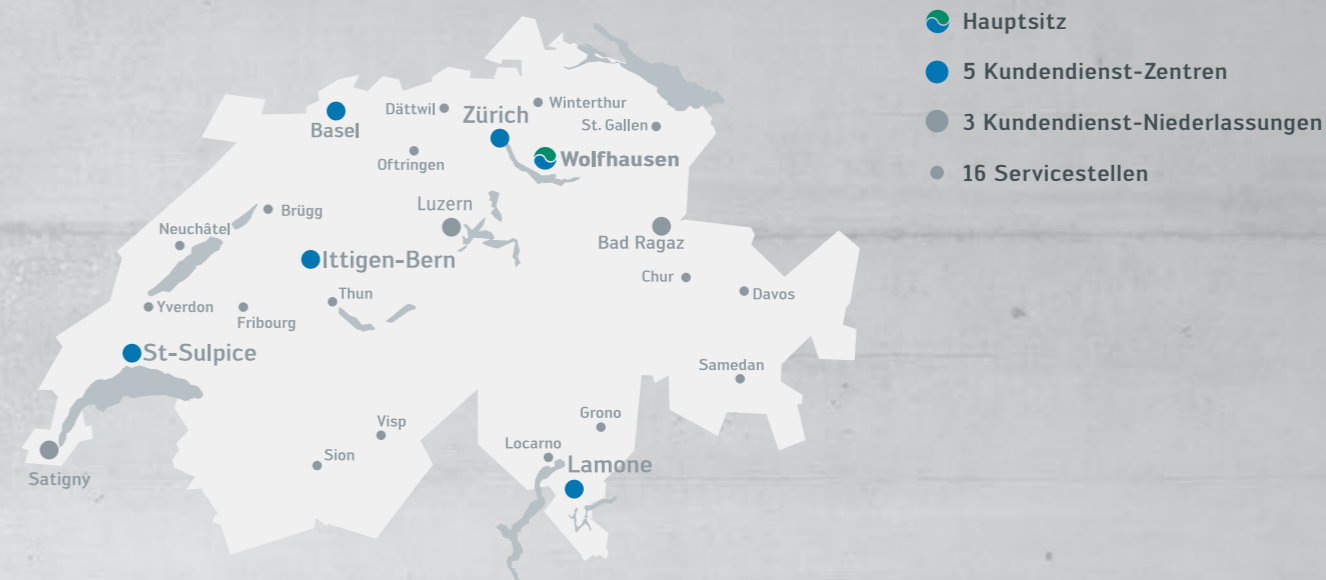 Hauptsitz
5 Kundendienst-Zentren
3 Kundendienst-Niederlassungen
16 Servicestellen
Winterthur
Dättwil
Zürich
St. Gallen
Basel
Wolfhausen
Oftringen
Luzern
Brügg
Neuchâtel
Bad Ragaz
Ittigen-Bern
Chur
Davos
Thun
Yverdon
Fribourg
St-Sulpice
Samedan
Grono
Visp
Locarno
Sion
Lamone
Satigny